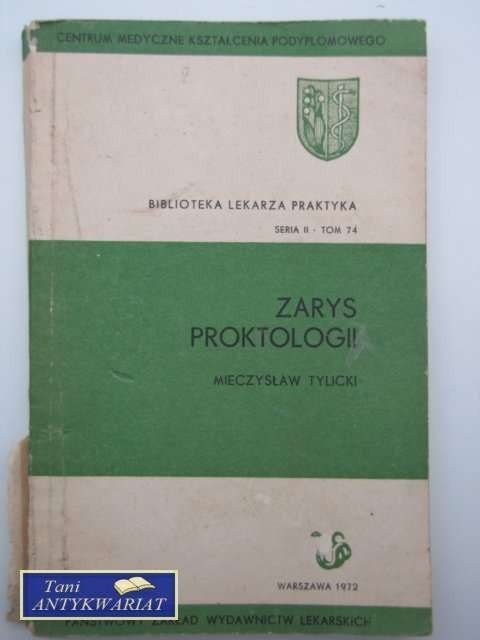 CENTRUM MEDYCZNE KSZTAŁCENIA PODYPLOMOWEGO
BIBLIOTEKA LEKARZA PRAKTYKA
SERIA II - TOM 74
ZARYS
PROKTOLOGII
MIECZYSŁAW TYLICKI
WARSZAWA 1972
PAŃSTWOWY ZAKŁAD WYDAWNICTW LEKARSKICH
Tani
ANTYKWARIAT